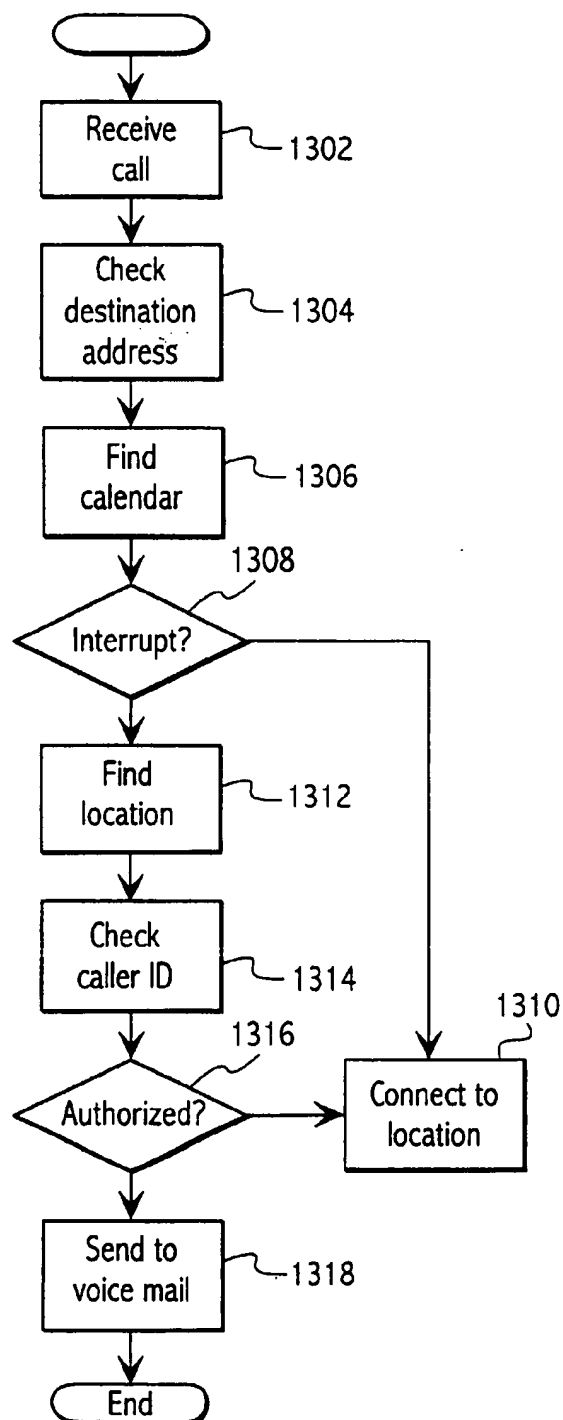 Receive
call
1302
Check
destination
address
1304
Find
calendar
1306
1308
Interrupt?
Find
location
1312
Check
caller ID
1314
1316
1310
Authorized?
Connect to
location
Send to
voice mail
1318
End